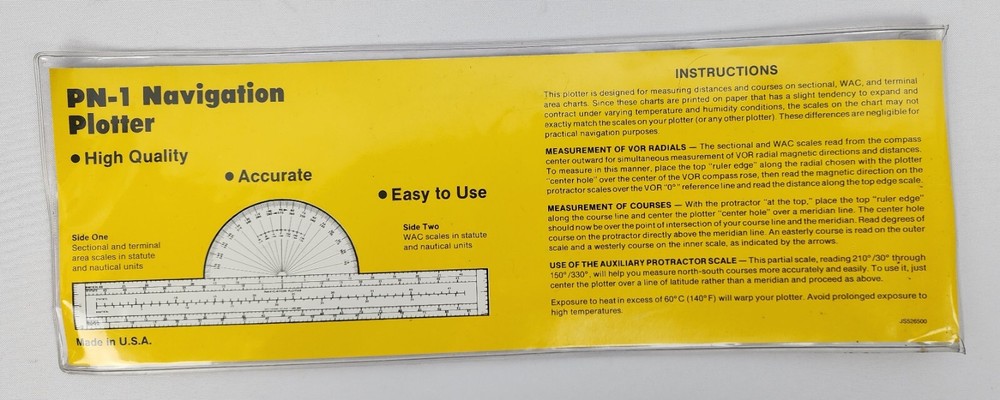 PN-1 Navigation
Plotter
● High Quality
● Accurate
● Easy to Use
Side One
Sectional and terminal
area scales in statute
and nautical units
Side Two
WAC scales in statute
and nautical units
Made in U.S.A.
INSTRUCTIONS
This plotter is designed for measuring distances and courses on sectional, WAC, and terminal
area charts. Since these charts are printed on paper that has a slight tendency to expand and
contract under varying temperature and humidity conditions, the scales on the chart may not
exactly match the scales on your plotter (or any other plotter). These differences are negligible for
practical navigation purposes
MEASUREMENT OF VOR RADIALS — The sectional and WAC scales read from the compass
center outward for simultaneous measurement of VOR radial magnetic directions and distances.
To measure in this manner, place the top "ruler edge" along the radial chosen with the plotter
"center hole" over the center of the VOR compass rose, then read the magnetic direction on the
protractor scales over the VOR "0°" reference line and read the distance along the top edge scale.
MEASUREMENT OF COURSES — With the protractor "at the top," place the top "ruler edge"
along the course line and center the plotter "center hole" over a meridian line. The center hole
should now be over the point of intersection of your course line and the meridian. Read degrees of
course on the protractor directly above the meridian line. An easterly course is read on the outer
scale and a westerly course on the inner scale, as indicated by the arrows.
USE OF THE AUXILIARY PROTRACTOR SCALE — This partial scale, reading 210°/30° through
150°/330°, will help you measure north-south courses more accurately and easily. To use it, just
center the plotter over a line of latitude rather than a meridian and proceed as above.
Exposure to heat in excess of 60°C (140°F) will warp your plotter. Avoid prolonged exposure to
high temperatures.
JS526500